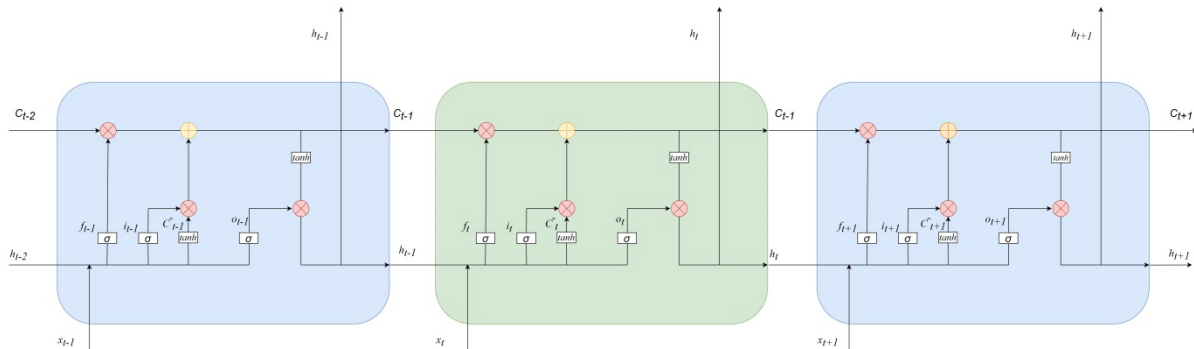 h_{t-1} h_t h_{t+1}
C_{t-2} C_{t-1} C_{t-1} C_{t+1}
tanh tanh tanh
f_{t-1} i_{t-1} C̃_{t-1} o_{t-1} f_t i_t C̃_t o_t f_{t+1} i_{t+1} C̃_{t+1} o_{t+1}
σ σ tanh σ σ σ tanh σ σ σ tanh σ
h_{t-2} h_{t-1} h_t h_{t+1}
x_{t-1} x_t x_{t+1}